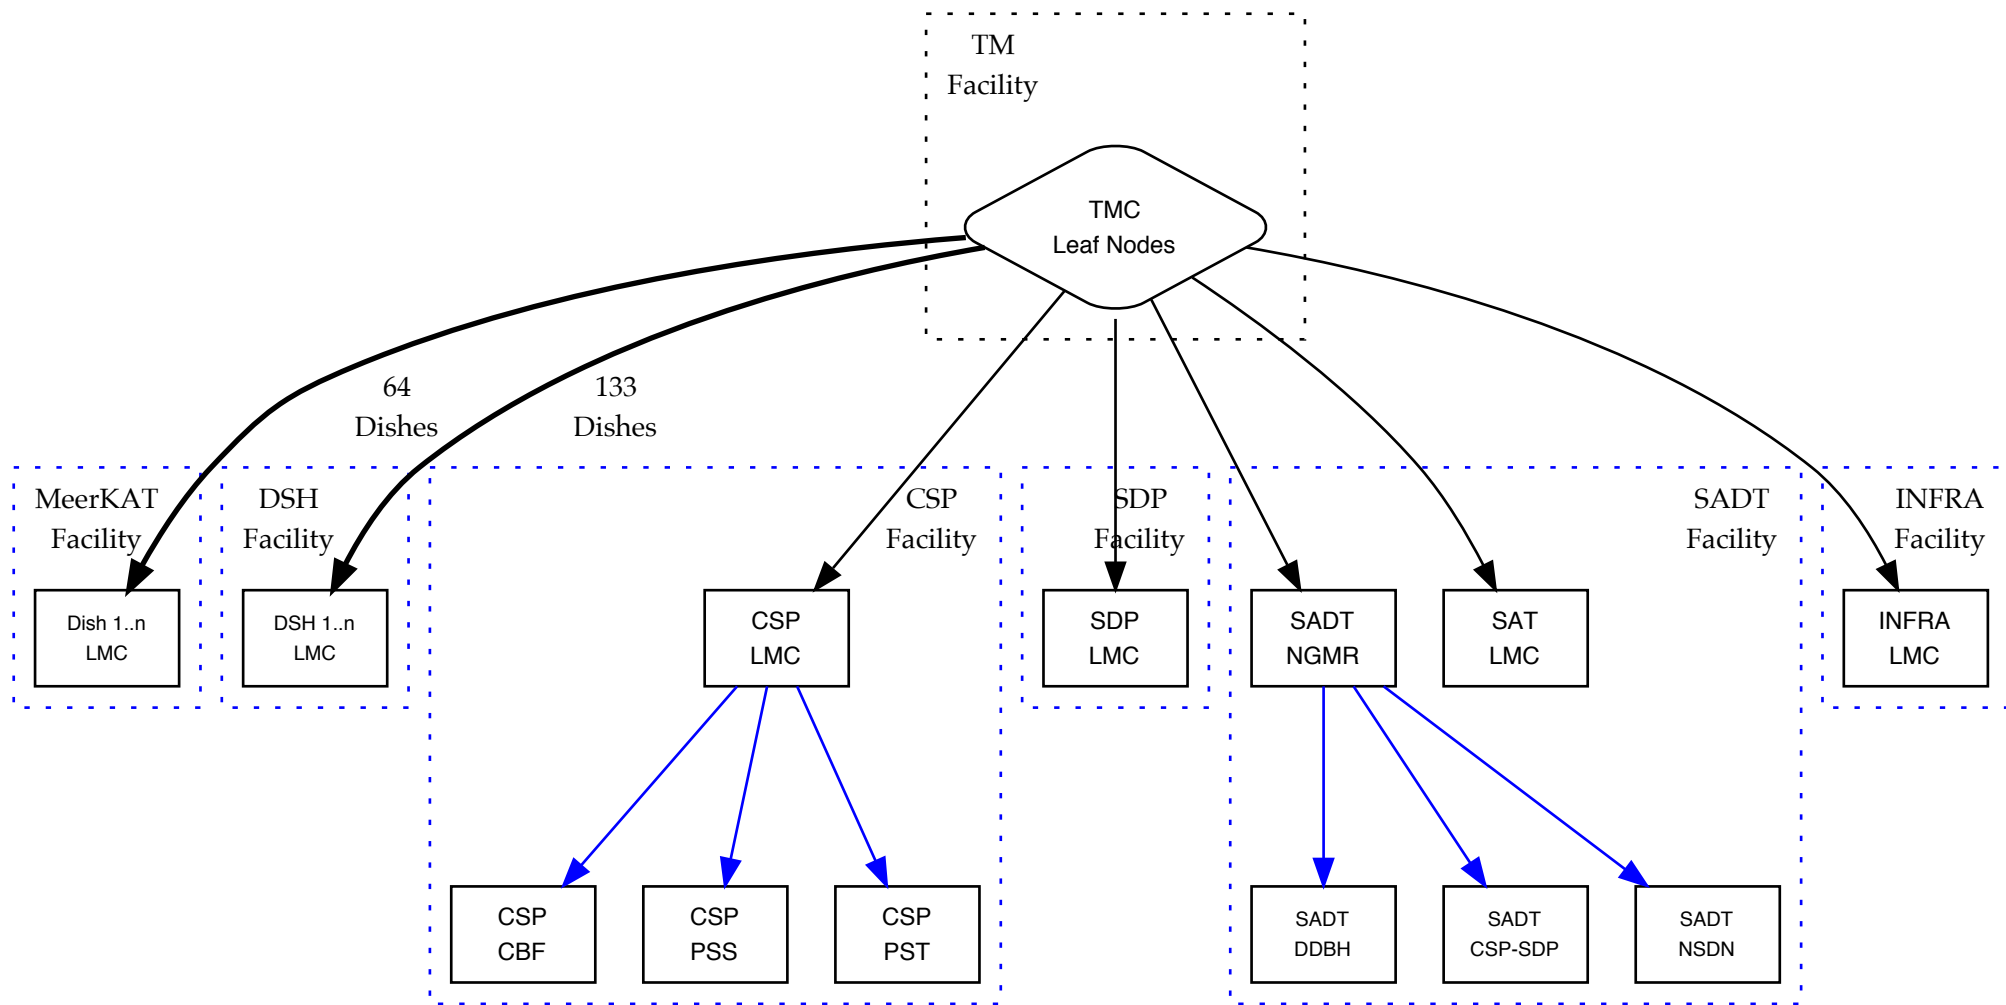 TM
Facility
TMC
Leaf Nodes
64
Dishes
133
Dishes
MeerKAT
Facility
DSH
Facility
CSP
Facility
SDP
Facility
SADT
Facility
INFRA
Facility
Dish 1..n
LMC
DSH 1..n
LMC
CSP
LMC
SDP
LMC
SADT
NGMR
SAT
LMC
INFRA
LMC
CSP
CBF
CSP
PSS
CSP
PST
SADT
DDBH
SADT
CSP-SDP
SADT
NSDN